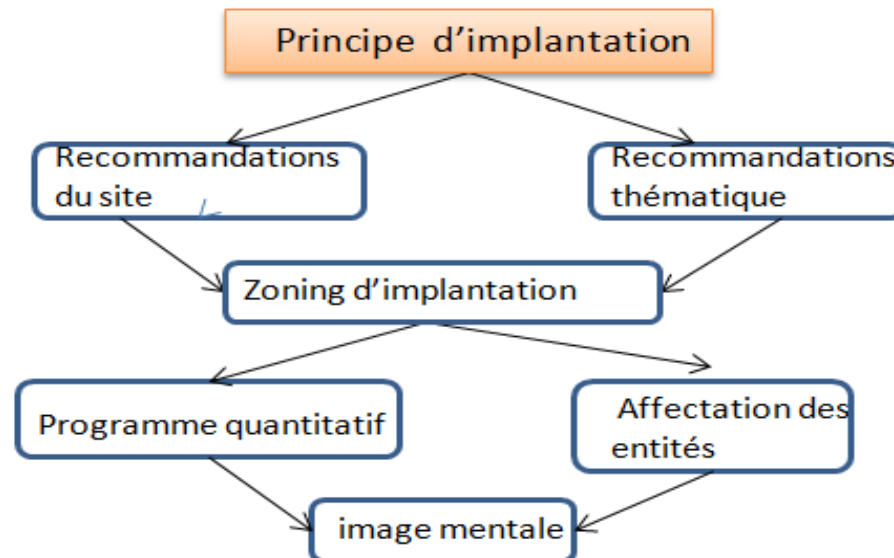 Principe d’implantation
Recommandations
du site
Recommandations
thématique
Zoning d’implantation
Programme quantitatif
Affectation des
entités
image mentale